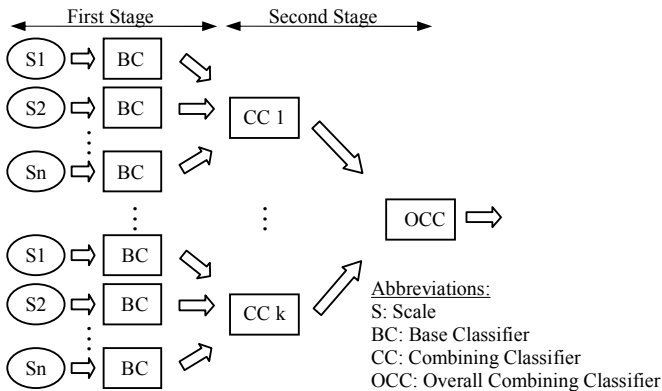 First Stage Second Stage
S1 BC
S2 BC
CC 1
Sn BC
OCC
S1 BC
S2 BC
CC k
Sn BC
Abbreviations:
S: Scale
BC: Base Classifier
CC: Combining Classifier
OCC: Overall Combining Classifier